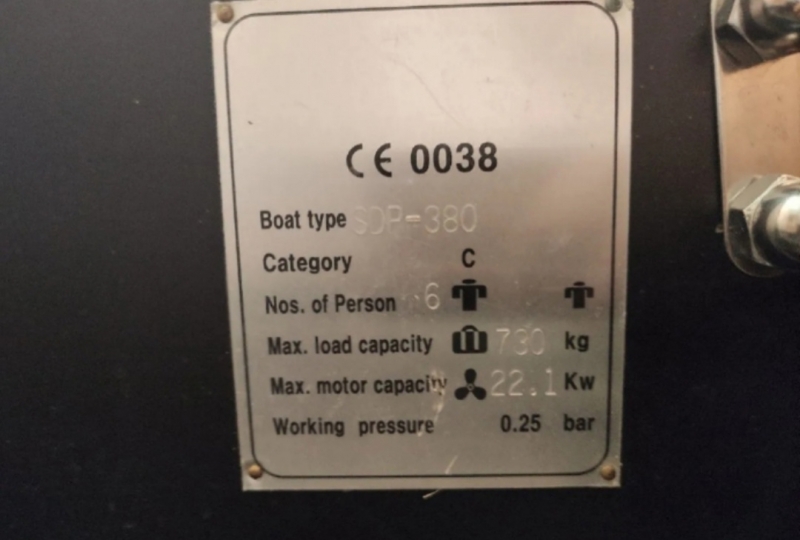 CE 0038
Boat type SDP-380
Category C
Nos. of Person 6
Max. load capacity 730 kg
Max. motor capacity 22.1 Kw
Working pressure 0.25 bar